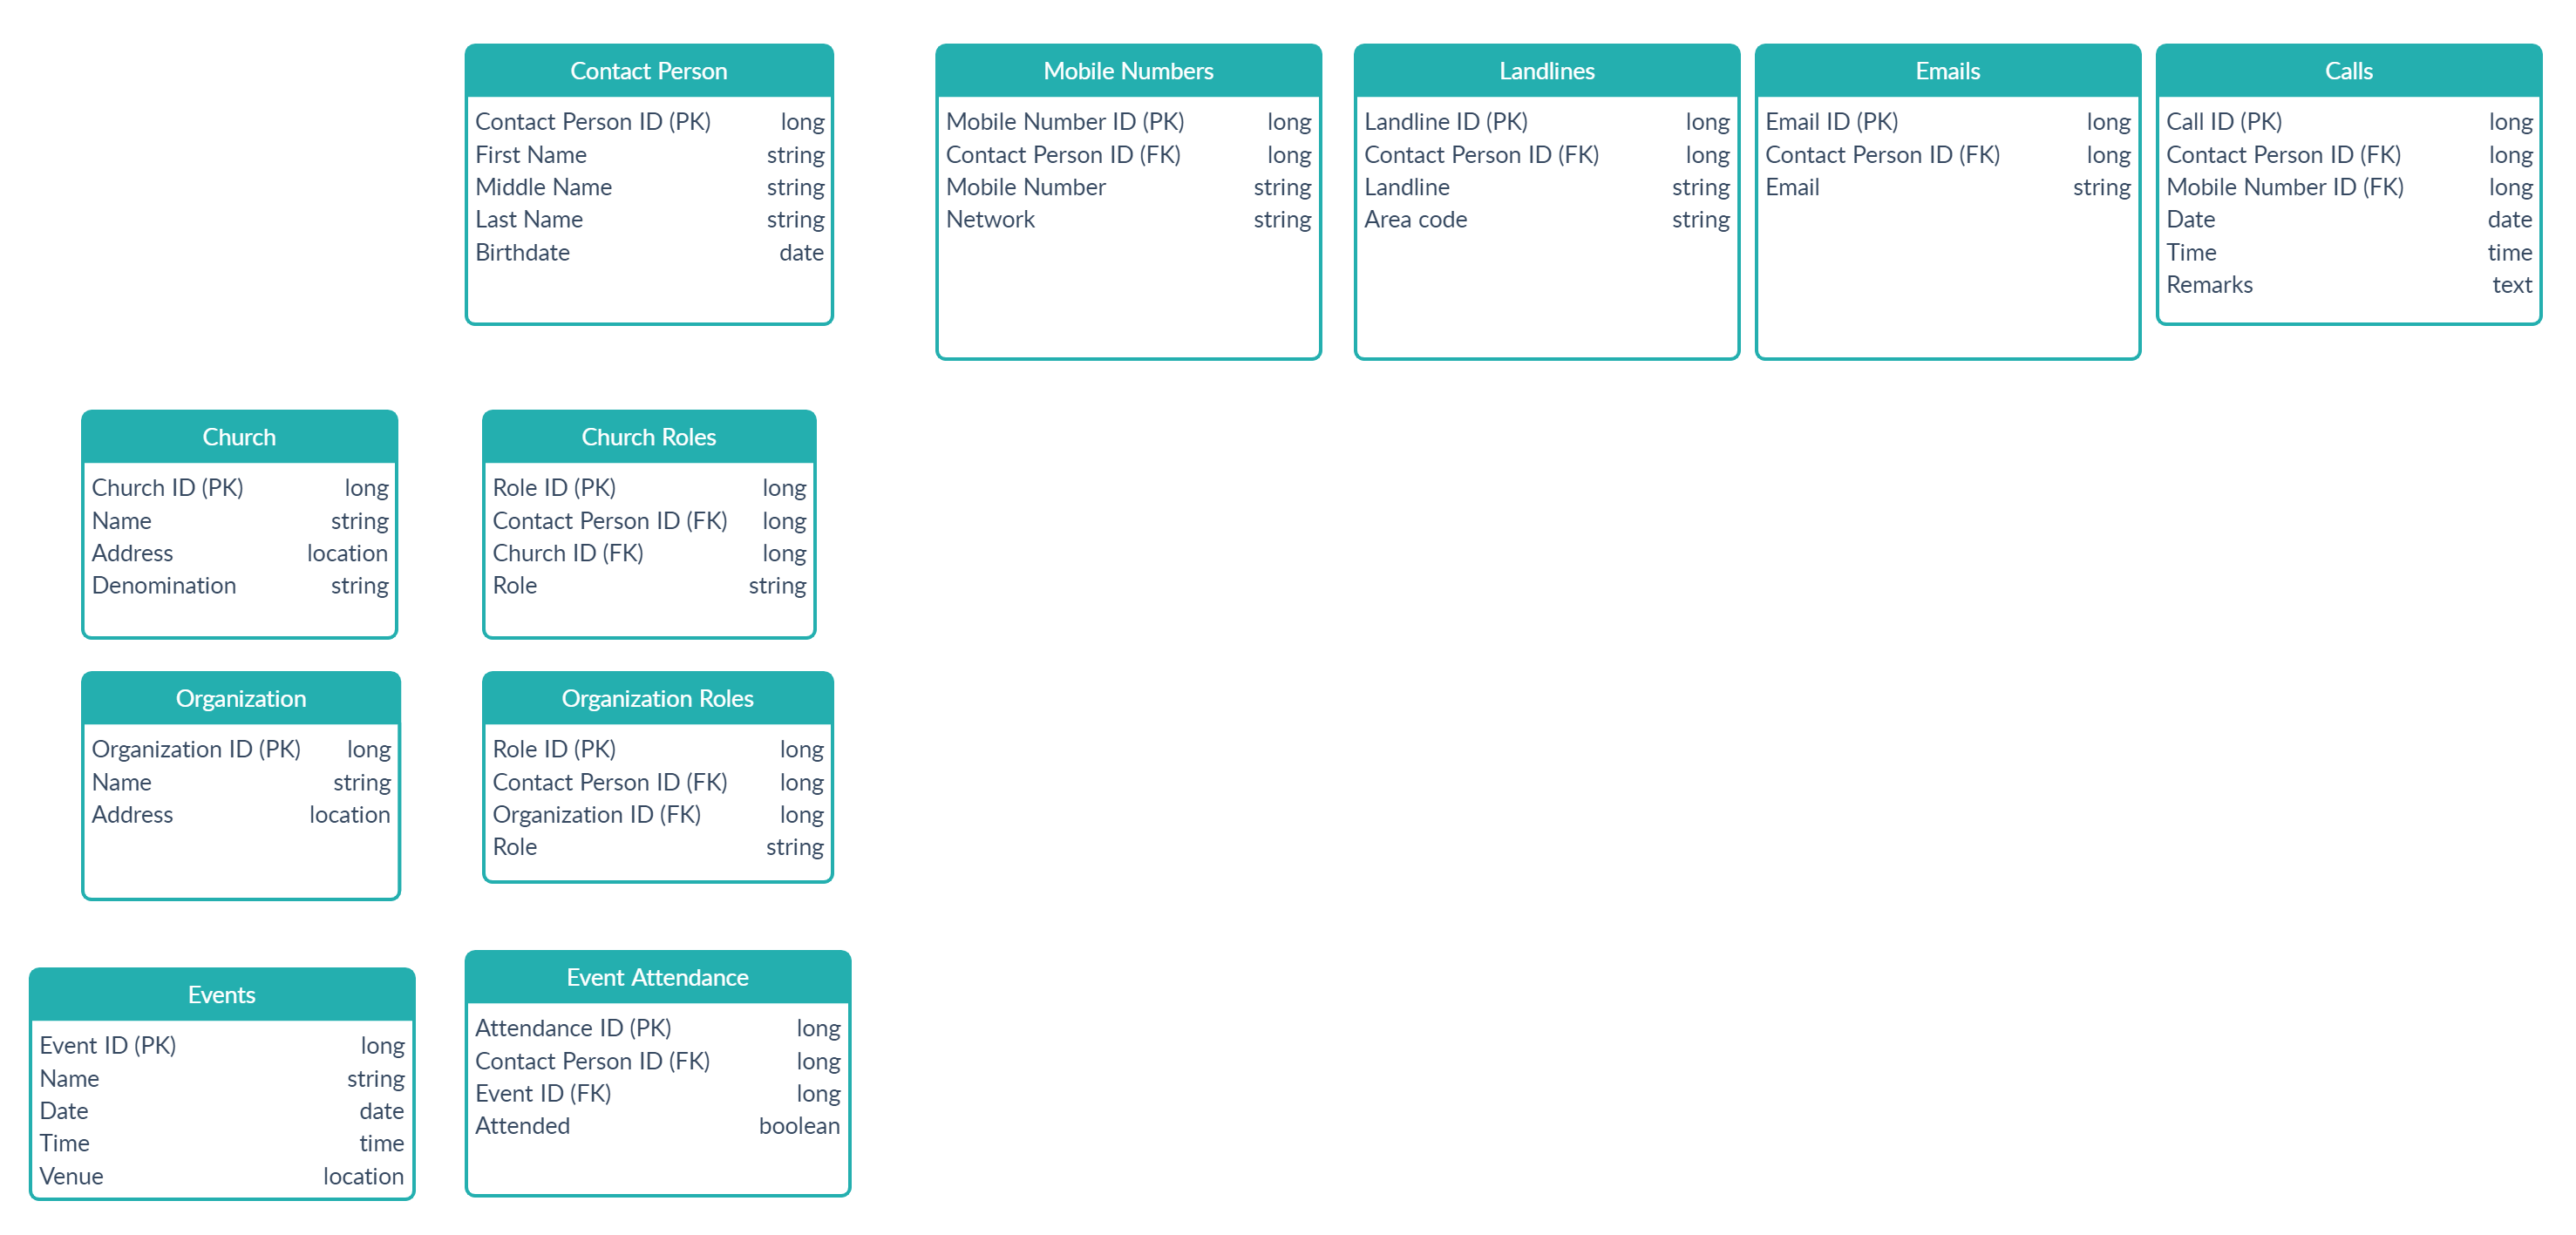 Contact Person
Contact Person ID (PK) long
First Name string
Middle Name string
Last Name string
Birthdate date
Mobile Numbers
Mobile Number ID (PK) long
Contact Person ID (FK) long
Mobile Number string
Network string
Landlines
Landline ID (PK) long
Contact Person ID (FK) long
Landline string
Area code string
Emails
Email ID (PK) long
Contact Person ID (FK) long
Email string
Calls
Call ID (PK) long
Contact Person ID (FK) long
Mobile Number ID (FK) long
Date date
Time time
Remarks text
Church
Church ID (PK) long
Name string
Address location
Denomination string
Church Roles
Role ID (PK) long
Contact Person ID (FK) long
Church ID (FK) long
Role string
Organization
Organization ID (PK) long
Name string
Address location
Organization Roles
Role ID (PK) long
Contact Person ID (FK) long
Organization ID (FK) long
Role string
Events
Event ID (PK) long
Name string
Date date
Time time
Venue location
Event Attendance
Attendance ID (PK) long
Contact Person ID (FK) long
Event ID (FK) long
Attended boolean